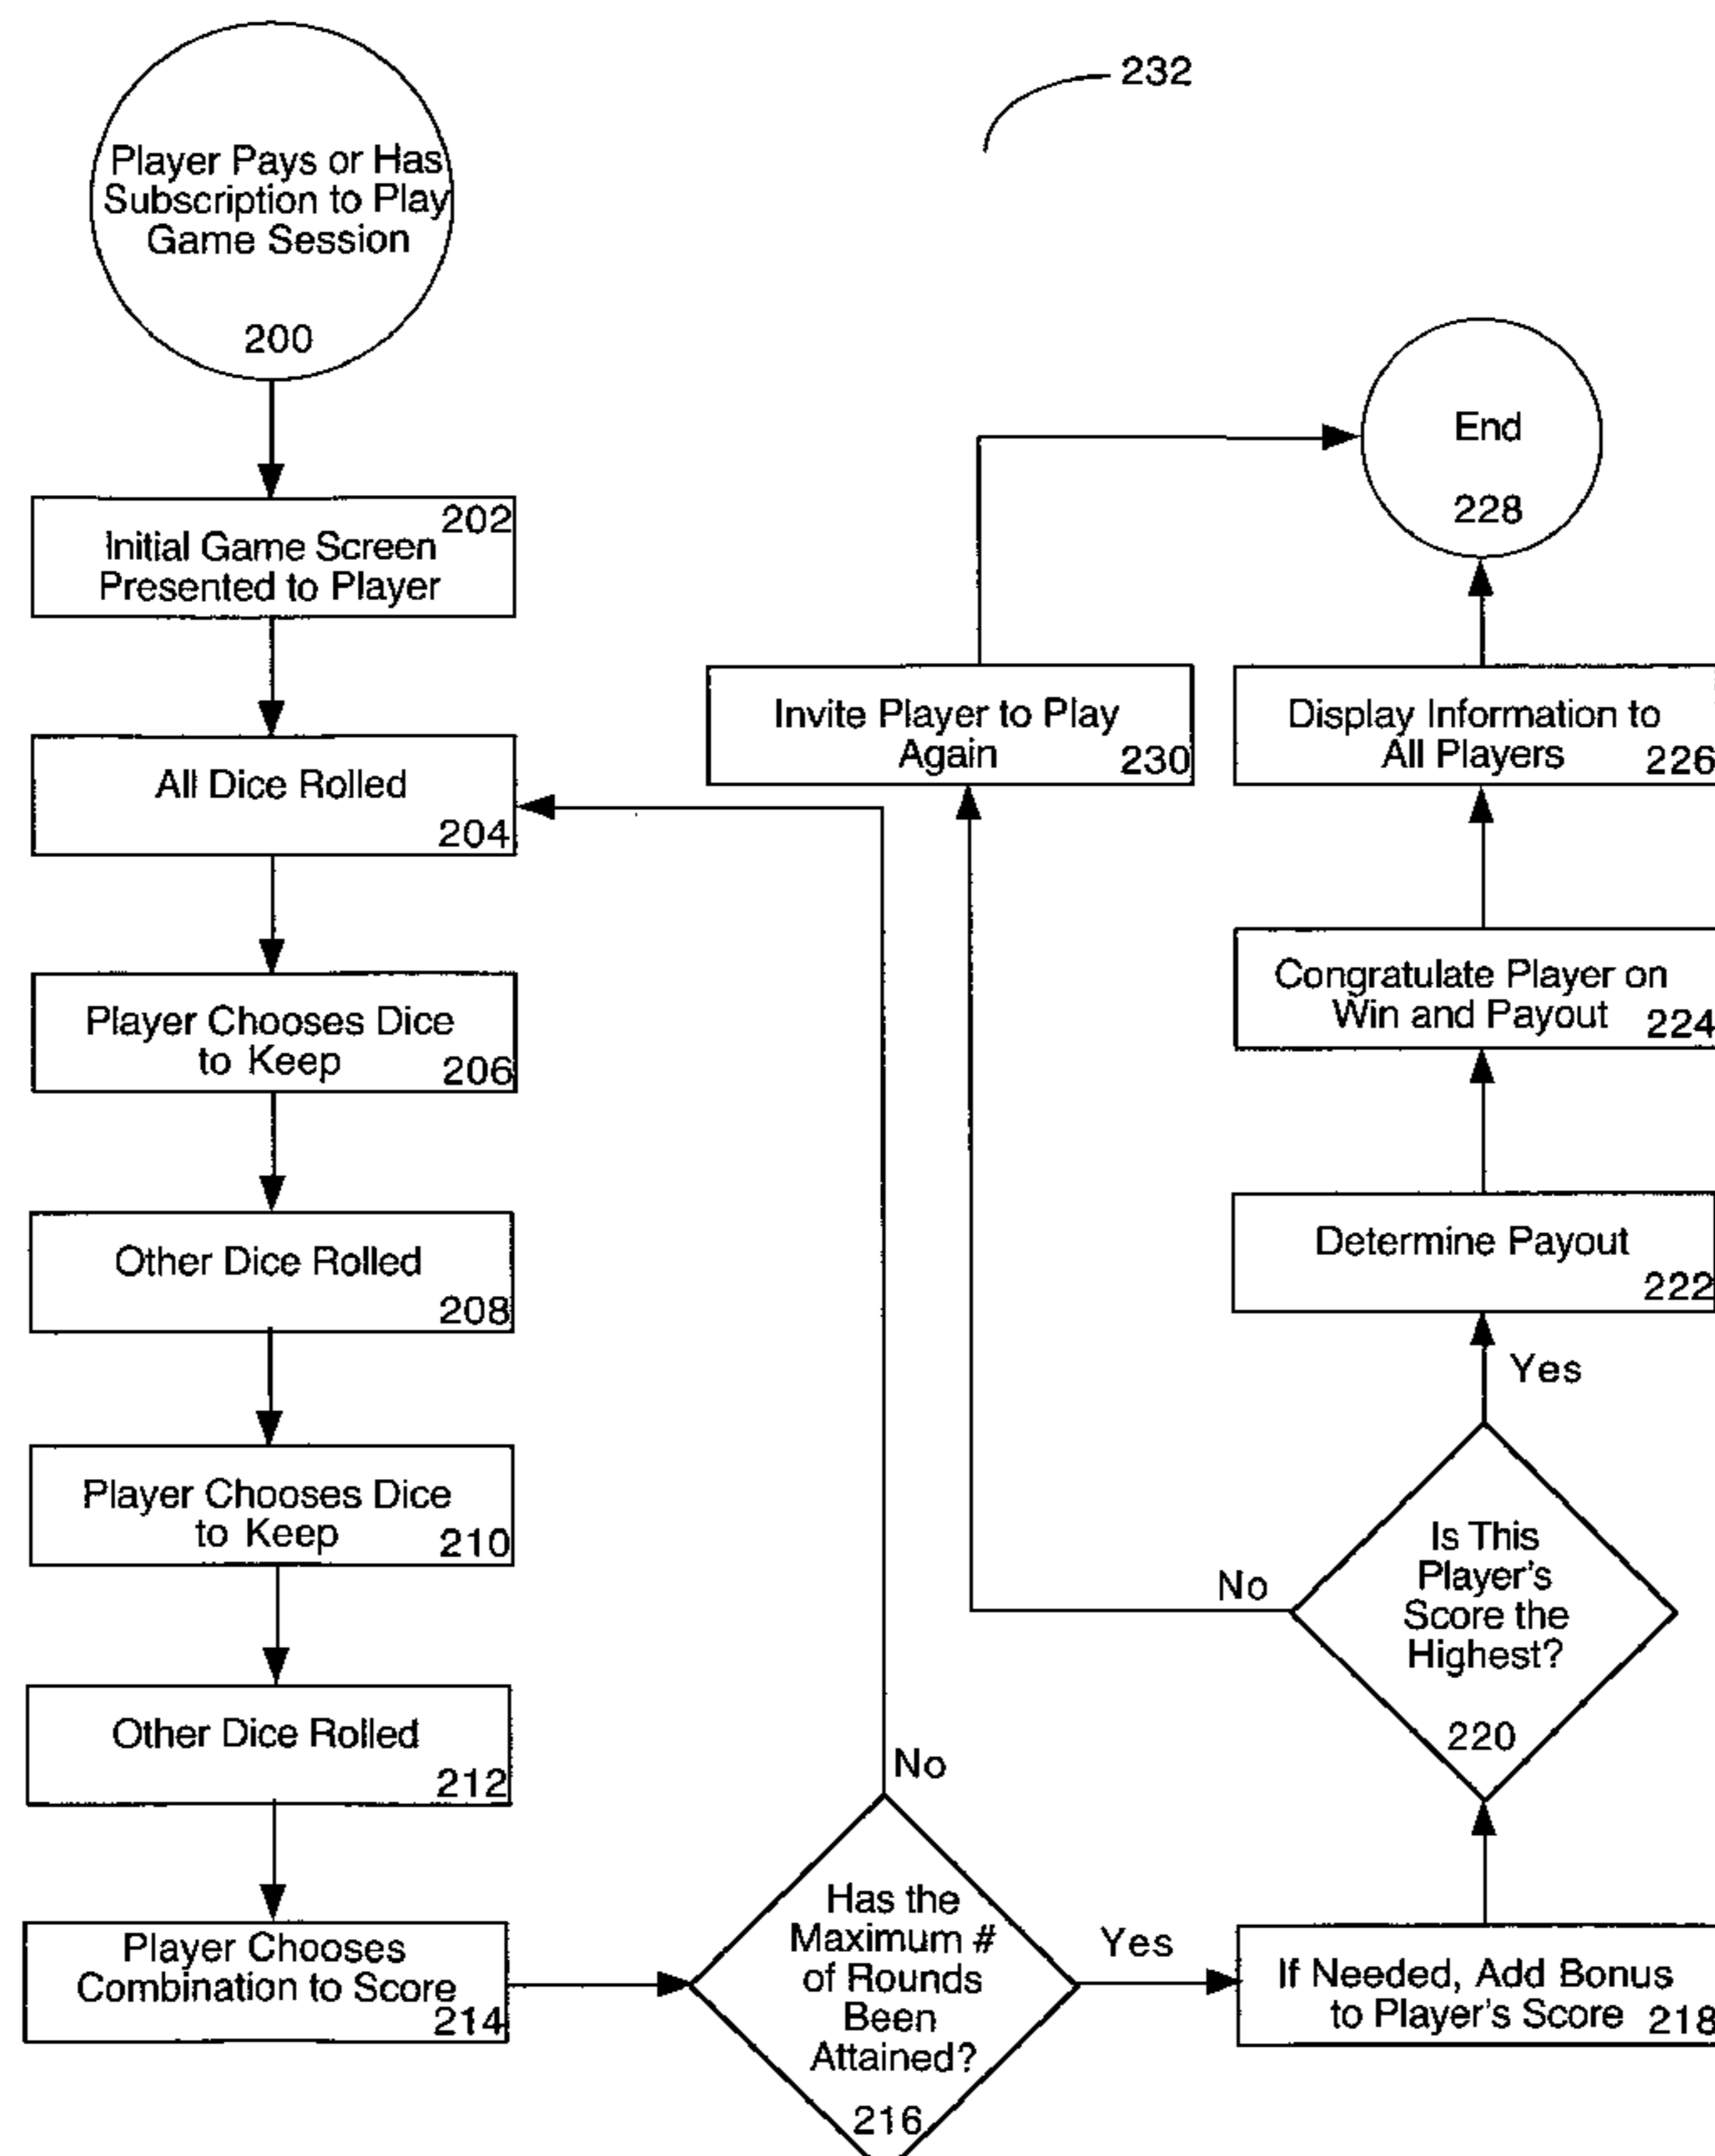 232
Player Pays or Has
Subscription to Play
Game Session
200
202
Initial Game Screen
Presented to Player
All Dice Rolled
204
Player Chooses Dice
to Keep 206
Other Dice Rolled
208
Player Chooses Dice
to Keep 210
Other Dice Rolled
212
Player Chooses
Combination to Score
214
Has the
Maximum #
of Rounds
Been
Attained?
216
No
Yes
If Needed, Add Bonus
to Player's Score 218
Is This
Player's
Score the
Highest?
220
No
Yes
Determine Payout
222
Congratulate Player on
Win and Payout 224
Display Information to
All Players 226
Invite Player to Play
Again 230
End
228